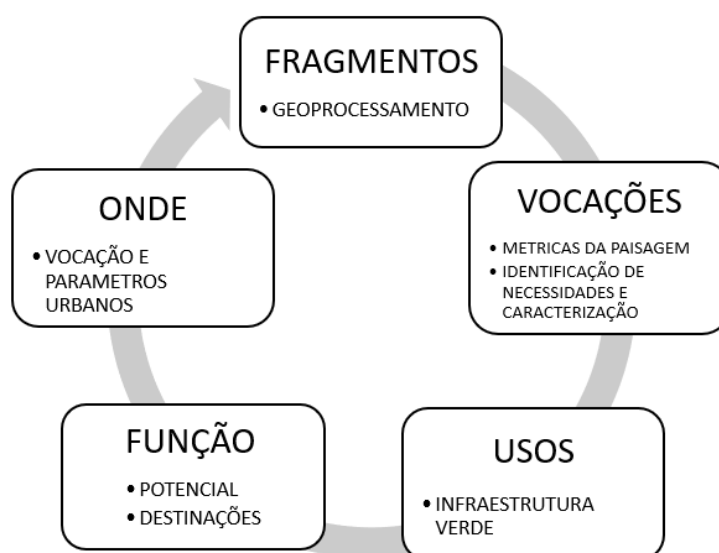 FRAGMENTOS
• GEOPROCESSAMENTO
VOCAÇÕES
• METRICAS DA PAISAGEM
• IDENTIFICAÇÃO DE
NECESSIDADES E
CARACTERIZAÇÃO
USOS
• INFRAESTRUTURA
VERDE
FUNÇÃO
• POTENCIAL
• DESTINAÇÕES
ONDE
• VOCAÇÃO E
PARAMETROS
URBANOS